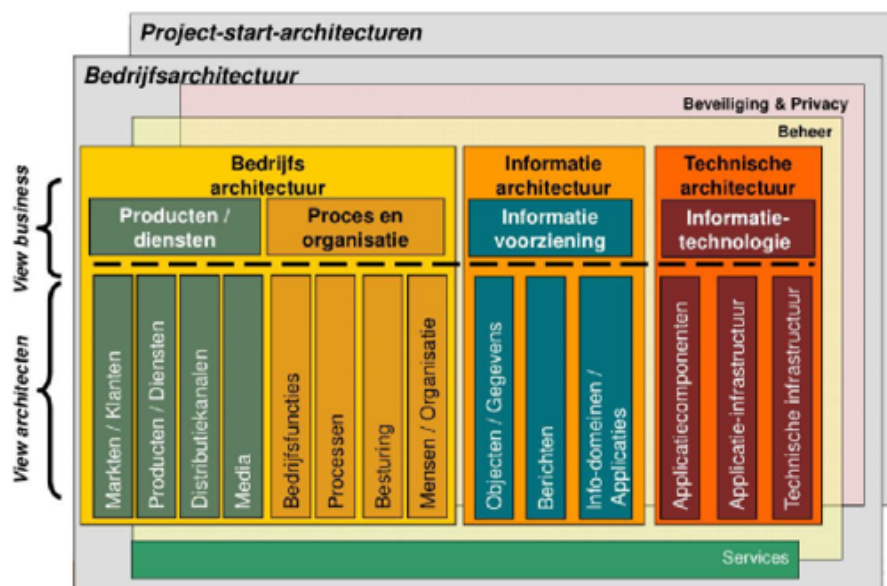 Project-start-architecturen
Bedrijfsarchitectuur
Beveiliging & Privacy
Beheer
View business
Bedrijfs
architectuur
Informatie
architectuur
Technische
architectuur
Producten /
diensten
Proces en
organisatie
Informatie
voorziening
Informatie-
technologie
View architecten
Markten / Klanten
Producten / Diensten
Distributiekanalen
Media
Bedrijfsfuncties
Processen
Besturing
Mensen / Organisatie
Objecten / Gegevens
Berichten
Info-domeinen /
Applicaties
Applicatiecomponenten
Applicatie-infrastructuur
Technische infrastructuur
Services